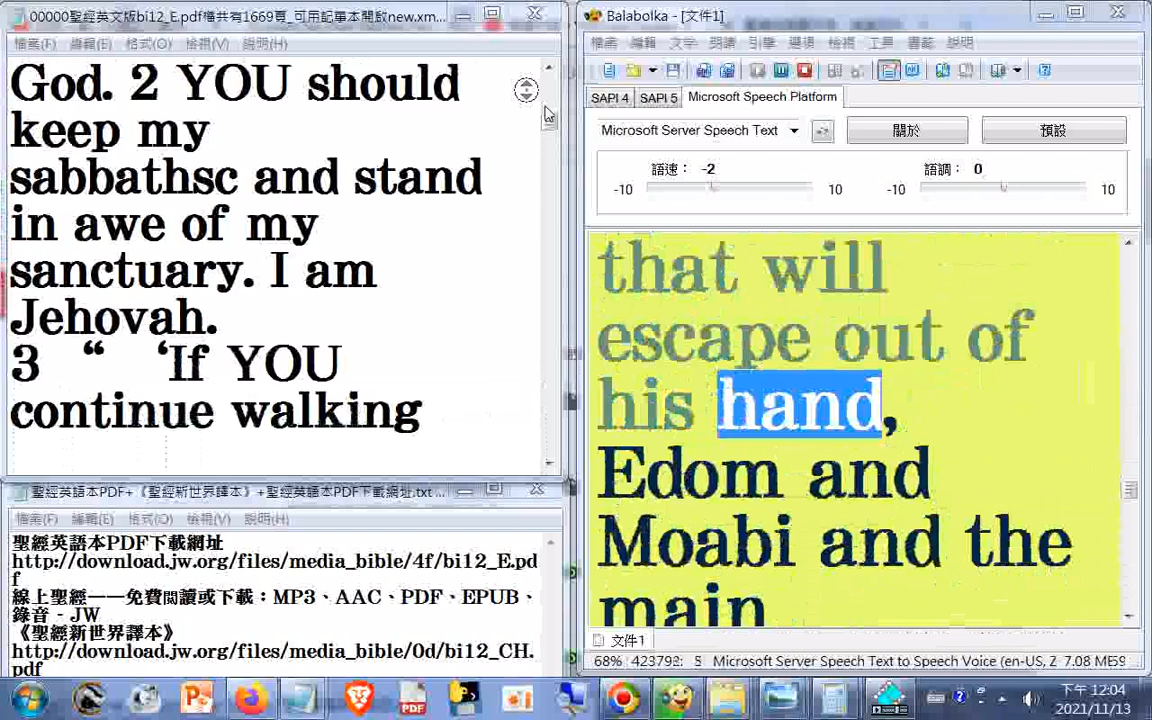 00000聖經英文版bi12_E.pdf檔共有1669頁_可用記事本開啟new.xm...
檔案(F) 編輯(E) 格式(O) 檢視(V) 說明(H)
God. 2 YOU should
keep my
sabbathsc and stand
in awe of my
sanctuary. I am
Jehovah.
3 “ ‘If YOU
continue walking
聖經英語本PDF+《聖經新世界譯本》+聖經英語本PDF下載網址.txt ...
檔案(F) 編輯(E) 格式(O) 檢視(V) 說明(H)
聖經英語本PDF下載網址
http://download.jw.org/files/media_bible/4f/bi12_E.pd
f
線上聖經——免費閱讀或下載：MP3、AAC、PDF、EPUB、
錄音 - JW
《聖經新世界譯本》
http://download.jw.org/files/media_bible/0d/bi12_CH.
pdf
Balabolka - [文件1]
檔案 編輯 文字 朗讀 引擎 選項 檢視 工具 書籤 說明
SAPI 4 SAPI 5 Microsoft Speech Platform
Microsoft Server Speech Text
關於 預設
語速： -2 語調： 0
-10 10 -10 10
that will
escape out of
his hand,
Edom and
Moabi and the
main
文件1
68% 423792: S Microsoft Server Speech Text to Speech Voice (en-US, Z 7.08 ME59
下午 12:04
2021/11/13